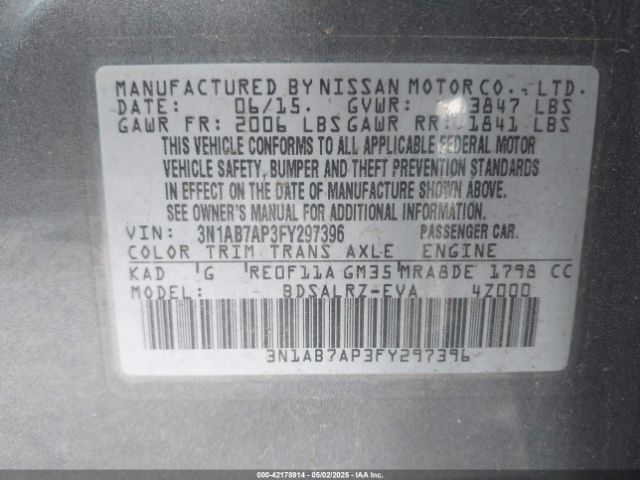 MANUFACTURED BY NISSAN MOTOR CO., LTD.
DATE: 06/15. GVWR: 3847 LBS
GAWR FR: 2006 LBS GAWR RR: 1841 LBS
THIS VEHICLE CONFORMS TO ALL APPLICABLE FEDERAL MOTOR
VEHICLE SAFETY, BUMPER AND THEFT PREVENTION STANDARDS
IN EFFECT ON THE DATE OF MANUFACTURE SHOWN ABOVE.
SEE OWNER'S MANUAL FOR ADDITIONAL INFORMATION.
VIN: 3N1AB7AP3FY297396 PASSENGER CAR.
COLOR TRIM TRANS AXLE ENGINE
KAD G RE0F11A GM35 MRA8DE 1798 CC
MODEL: BDSALRZ-EVA 4Z000
3N1AB7AP3FY297396
000-42178914 - 05/02/2025 - IAAI.COM